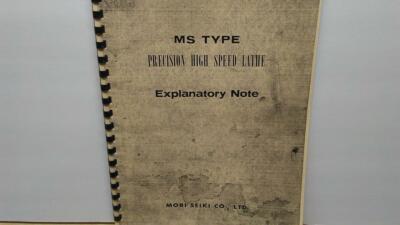 MS TYPE
PRECISION HIGH SPEED LATHE
Explanatory Note
MORI SEIKI CO., LTD.